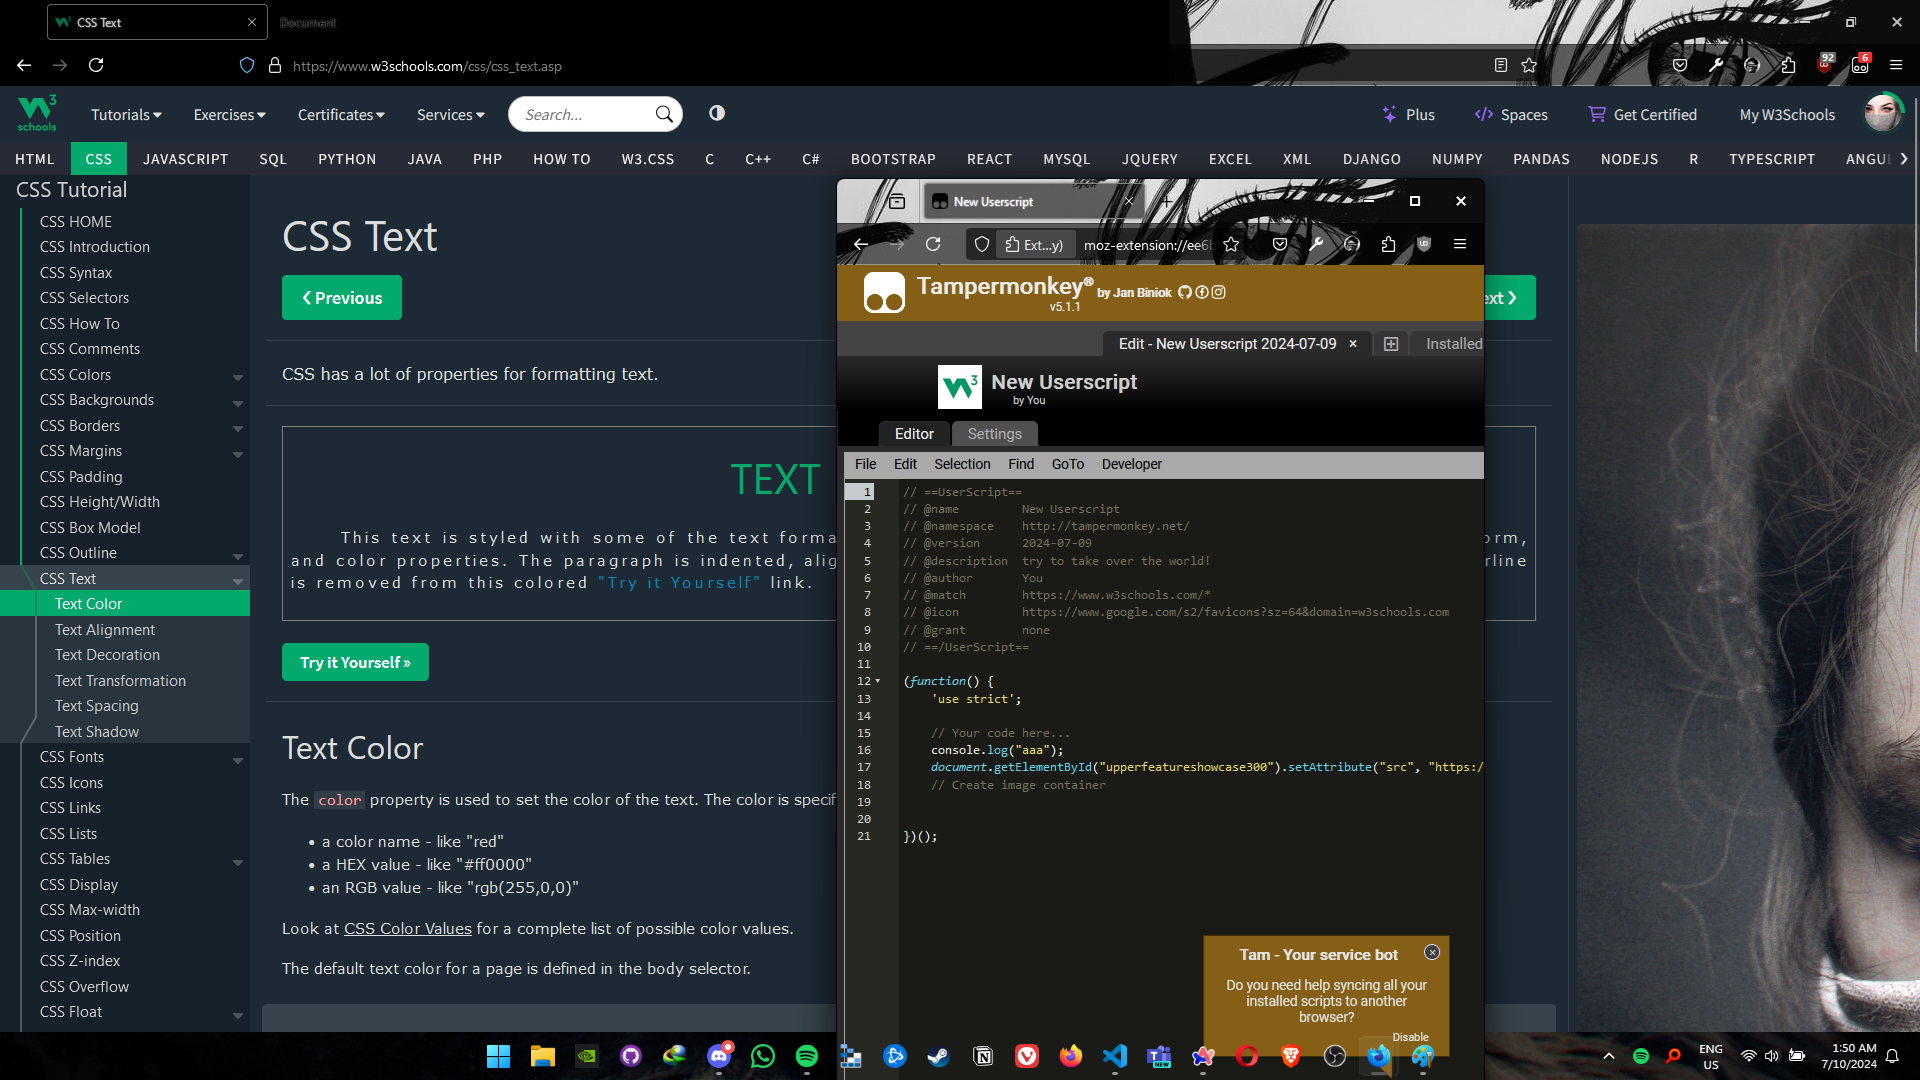 CSS Text
Document
https://www.w3schools.com/css/css_text.asp
92
6
3
schools
Tutorials
Exercises
Certificates
Services
Search...
Plus
Spaces
Get Certified
My W3Schools
HTML
CSS
JAVASCRIPT
SQL
PYTHON
JAVA
PHP
HOW TO
W3.CSS
C
C++
C#
BOOTSTRAP
REACT
MYSQL
JQUERY
EXCEL
XML
DJANGO
NUMPY
PANDAS
NODEJS
R
TYPESCRIPT
ANGU
CSS Tutorial
CSS HOME
CSS Introduction
CSS Syntax
CSS Selectors
CSS How To
CSS Comments
CSS Colors
CSS Backgrounds
CSS Borders
CSS Margins
CSS Padding
CSS Height/Width
CSS Box Model
CSS Outline
CSS Text
Text Color
Text Alignment
Text Decoration
Text Transformation
Text Spacing
Text Shadow
CSS Fonts
CSS Icons
CSS Links
CSS Lists
CSS Tables
CSS Display
CSS Max-width
CSS Position
CSS Z-index
CSS Overflow
CSS Float
CSS Text
❮ Previous
ext ❯
CSS has a lot of properties for formatting text.
TEXT
This text is styled with some of the text forma
orm,
and color properties. The paragraph is indented, alig
rline
is removed from this colored "Try it Yourself" link.
Try it Yourself »
Text Color
The color property is used to set the color of the text. The color is specif
• a color name - like "red"
• a HEX value - like "#ff0000"
• an RGB value - like "rgb(255,0,0)"
Look at CSS Color Values for a complete list of possible color values.
The default text color for a page is defined in the body selector.
New Userscript
Ext...y)
moz-extension://ee6b
Tampermonkey® by Jan Biniok
v5.1.1
Edit - New Userscript 2024-07-09
Installed
3
New Userscript
by You
Editor
Settings
File
Edit
Selection
Find
GoTo
Developer
1 // ==UserScript==
2 // @name New Userscript
3 // @namespace http://tampermonkey.net/
4 // @version 2024-07-09
5 // @description try to take over the world!
6 // @author You
7 // @match https://www.w3schools.com/*
8 // @icon https://www.google.com/s2/favicons?sz=64&domain=w3schools.com
9 // @grant none
10 // ==/UserScript==
11
12 (function() {
13 'use strict';
14
15 // Your code here...
16 console.log("aaa");
17 document.getElementById("upperfeatureshowcase300").setAttribute("src", "https:/
18 // Create image container
19
20
21 })();
Tam - Your service bot
Do you need help syncing all your
installed scripts to another
browser?
Disable
ENG
US
1:50 AM
7/10/2024